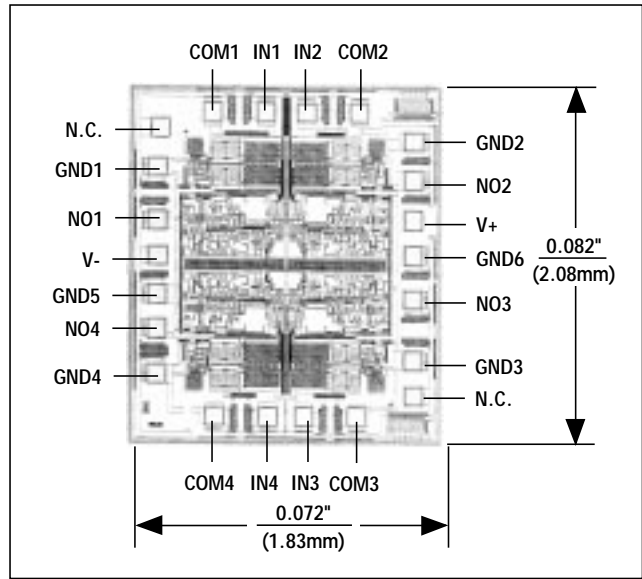 COM1 IN1 IN2 COM2
N.C.
GND1
NO1
V-
GND5
NO4
GND4
GND2
NO2
V+
GND6
NO3
GND3
N.C.
0.082"
(2.08mm)
COM4 IN4 IN3 COM3
0.072"
(1.83mm)